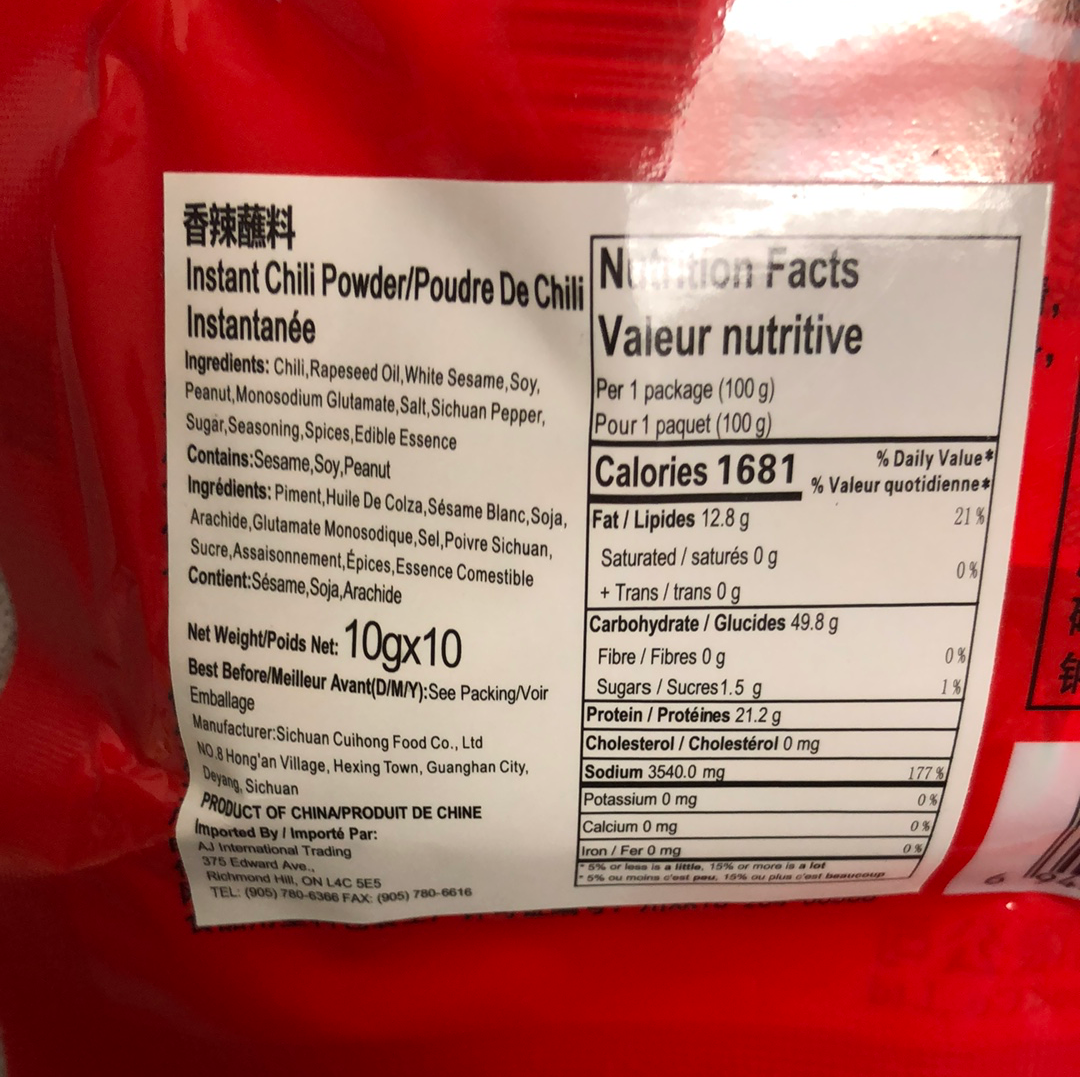 香辣蘸料
Instant Chili Powder/Poudre De Chili
Instantanée
Ingredients: Chili,Rapeseed Oil,White Sesame,Soy,
Peanut,Monosodium Glutamate,Salt,Sichuan Pepper,
Sugar,Seasoning,Spices,Edible Essence
Contains:Sesame,Soy,Peanut
Ingrédients: Piment,Huile De Colza,Sésame Blanc,Soja,
Arachide,Glutamate Monosodique,Sel,Poivre Sichuan,
Sucre,Assaisonnement,Épices,Essence Comestible
Contient:Sésame,Soja,Arachide
Net Weight/Poids Net: 10gx10
Best Before/Meilleur Avant(D/M/Y):See Packing/Voir
Emballage
Manufacturer:Sichuan Cuihong Food Co., Ltd
NO.8 Hong'an Village, Hexing Town, Guanghan City,
Deyang, Sichuan
PRODUCT OF CHINA/PRODUIT DE CHINE
Imported By / Importé Par:
AJ International Trading
375 Edward Ave.,
Richmond Hill, ON L4C 5E5
TEL: (905) 780-6366 FAX: (905) 780-6616
Nutrition Facts
Valeur nutritive
Per 1 package (100 g)
Pour 1 paquet (100 g)
Calories 1681
% Daily Value*
% Valeur quotidienne*
Fat / Lipides 12.8 g 21 %
Saturated / saturés 0 g
+ Trans / trans 0 g 0 %
Carbohydrate / Glucides 49.8 g
Fibre / Fibres 0 g 0 %
Sugars / Sucres1.5 g 1 %
Protein / Protéines 21.2 g
Cholesterol / Cholestérol 0 mg
Sodium 3540.0 mg 177 %
Potassium 0 mg 0 %
Calcium 0 mg 0 %
Iron / Fer 0 mg 0 %
* 5% or less is a little, 15% or more is a lot
* 5% ou moins c'est peu, 15% ou plus c'est beaucoup